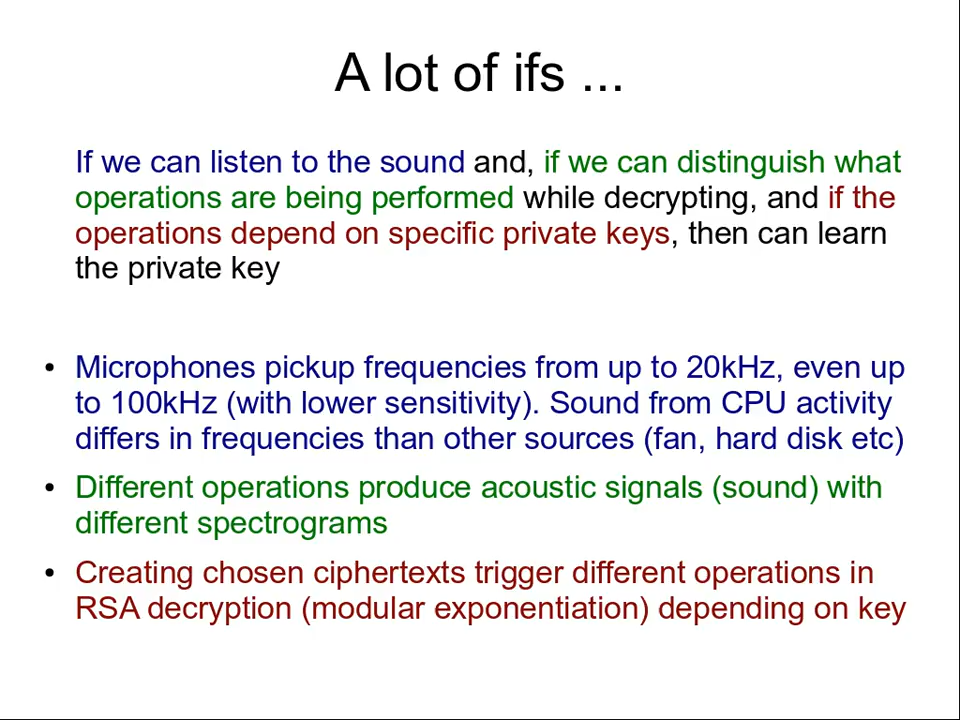 A lot of ifs ...
If we can listen to the sound and, if we can distinguish what
operations are being performed while decrypting, and if the
operations depend on specific private keys, then can learn
the private key
• Microphones pickup frequencies from up to 20kHz, even up
to 100kHz (with lower sensitivity). Sound from CPU activity
differs in frequencies than other sources (fan, hard disk etc)
• Different operations produce acoustic signals (sound) with
different spectrograms
• Creating chosen ciphertexts trigger different operations in
RSA decryption (modular exponentiation) depending on key